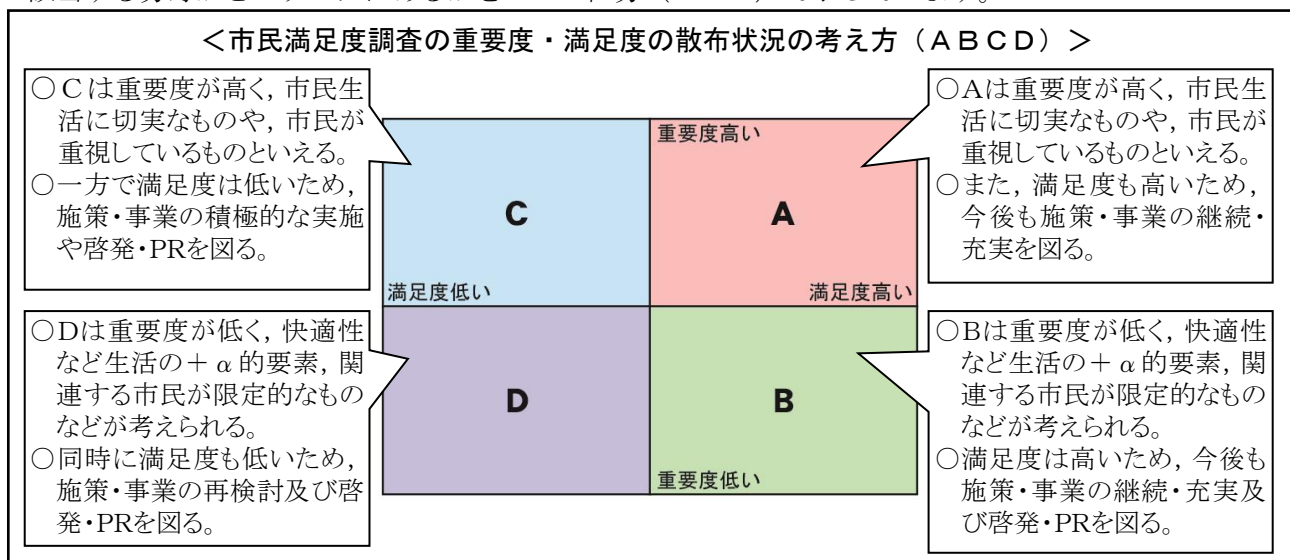 ＜市民満足度調査の重要度・満足度の散布状況の考え方（ＡＢＣＤ）＞
○Ｃは重要度が高く，市民生
活に切実なものや，市民が
重視しているものといえる。
○一方で満足度は低いため，
施策・事業の積極的な実施
や啓発・PRを図る。
○Aは重要度が高く，市民生
活に切実なものや，市民が
重視しているものといえる。
○また，満足度も高いため，
今後も施策・事業の継続・
充実を図る。
重要度高い
C
A
満足度低い
満足度高い
D
B
重要度低い
○Dは重要度が低く，快適性
など生活の＋α的要素，関
連する市民が限定的なもの
などが考えられる。
○同時に満足度も低いため，
施策・事業の再検討及び啓
発・PRを図る。
○Bは重要度が低く，快適性
など生活の＋α的要素，関
連する市民が限定的なもの
などが考えられる。
○満足度は高いため，今後も
施策・事業の継続・充実及
び啓発・PRを図る。